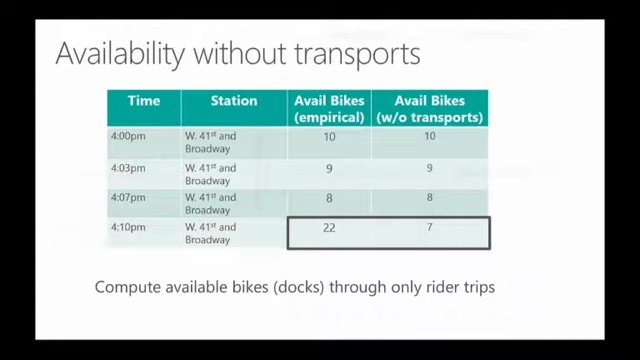 Availability without transports
Time Station Avail Bikes (empirical) Avail Bikes (w/o transports)
4:00pm W. 41st and Broadway 10 10
4:03pm W. 41st and Broadway 9 9
4:07pm W. 41st and Broadway 8 8
4:10pm W. 41st and Broadway 22 7
Compute available bikes (docks) through only rider trips